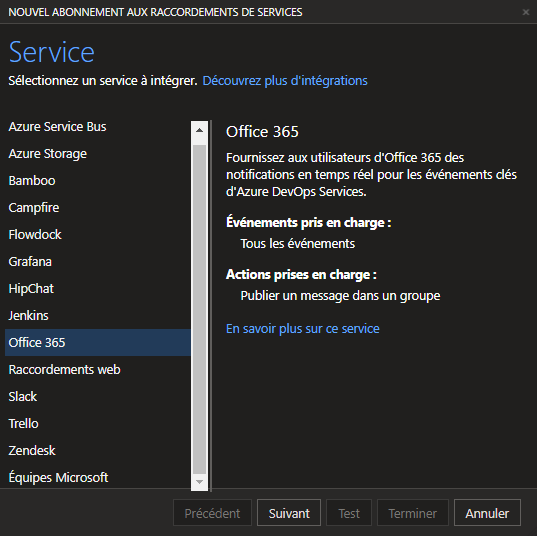 NOUVEL ABONNEMENT AUX RACCORDEMENTS DE SERVICES
Service
Sélectionnez un service à intégrer. Découvrez plus d'intégrations
Azure Service Bus
Azure Storage
Bamboo
Campfire
Flowdock
Grafana
HipChat
Jenkins
Office 365
Raccordements web
Slack
Trello
Zendesk
Équipes Microsoft
Office 365
Fournissez aux utilisateurs d'Office 365 des
notifications en temps réel pour les événements clés
d'Azure DevOps Services.
Événements pris en charge :
Tous les événements
Actions prises en charge :
Publier un message dans un groupe
En savoir plus sur ce service
Précédent
Suivant
Test
Terminer
Annuler